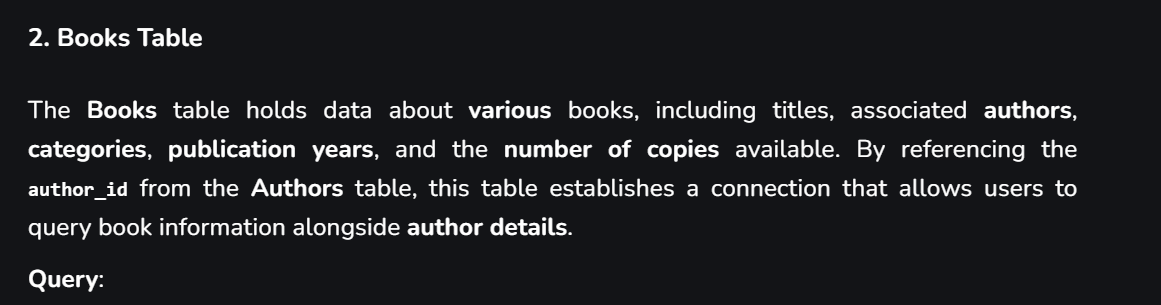 2. Books Table
The Books table holds data about various books, including titles, associated authors,
categories, publication years, and the number of copies available. By referencing the
author_id from the Authors table, this table establishes a connection that allows users to
query book information alongside author details.
Query: